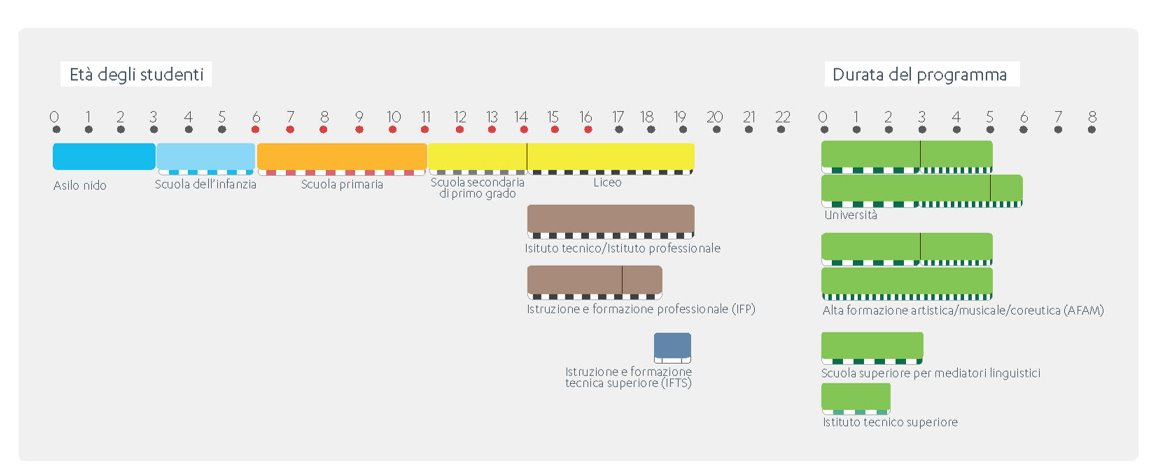 Età degli studenti
Durata del programma
0 1 2 3 4 5 6 7 8 9 10 11 12 13 14 15 16 17 18 19 20 21 22
0 1 2 3 4 5 6 7 8
Asilo nido
Scuola dell'infanzia
Scuola primaria
Scuola secondaria
di primo grado
Liceo
Università
Isituto tecnico/Istituto professionale
Istruzione e formazione professionale (IFP)
Alta formazione artistica/musicale/coreutica (AFAM)
Istruzione e formazione
tecnica superiore (IFTS)
Scuola superiore per mediatori linguistici
Istituto tecnico superiore